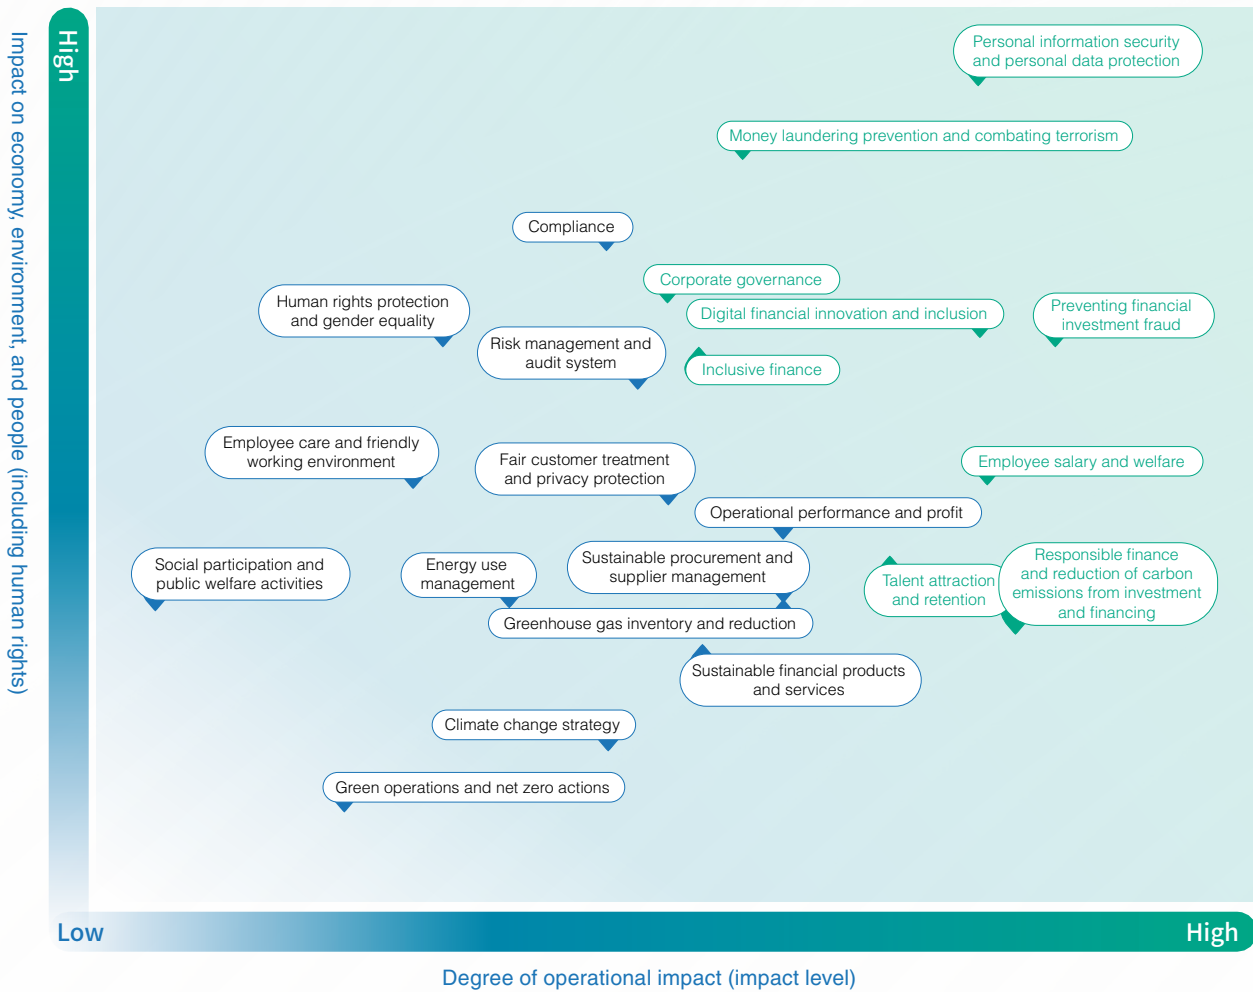 High
Impact on economy, environment, and people (including human rights)
Personal information security
and personal data protection
Money laundering prevention and combating terrorism
Compliance
Corporate governance
Human rights protection
and gender equality
Digital financial innovation and inclusion
Preventing financial
investment fraud
Risk management and
audit system
Inclusive finance
Employee care and friendly
working environment
Fair customer treatment
and privacy protection
Employee salary and welfare
Operational performance and profit
Social participation and
public welfare activities
Energy use
management
Sustainable procurement and
supplier management
Talent attraction
and retention
Responsible finance
and reduction of carbon
emissions from investment
and financing
Greenhouse gas inventory and reduction
Sustainable financial products
and services
Climate change strategy
Green operations and net zero actions
Low
High
Degree of operational impact (impact level)